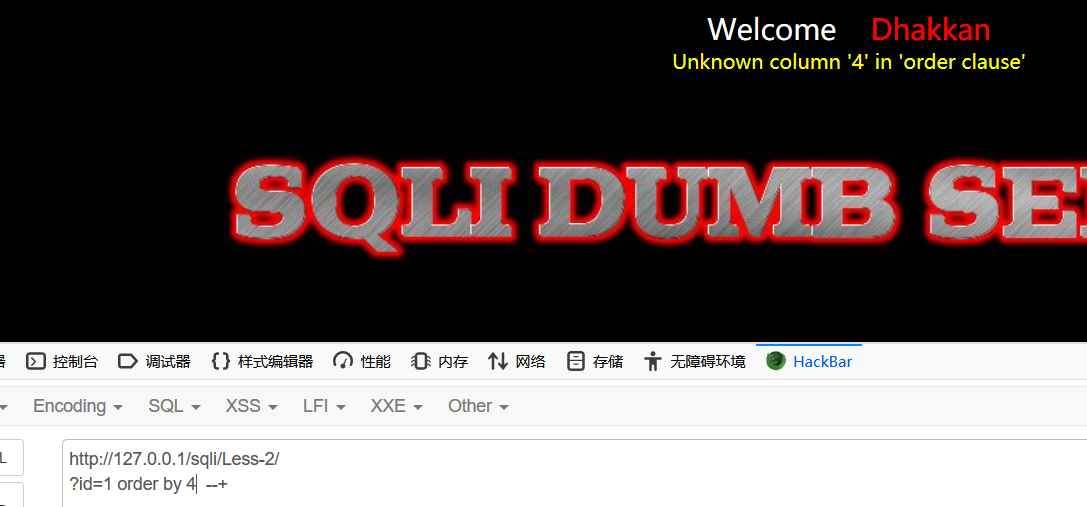 Welcome Dhakkan
Unknown column '4' in 'order clause'
SQLI DUMB SE
器 控制台 调试器 样式编辑器 性能 内存 网络 存储 无障碍环境 HackBar
Encoding SQL XSS LFI XXE Other
L http://127.0.0.1/sqli/Less-2/
?id=1 order by 4 --+